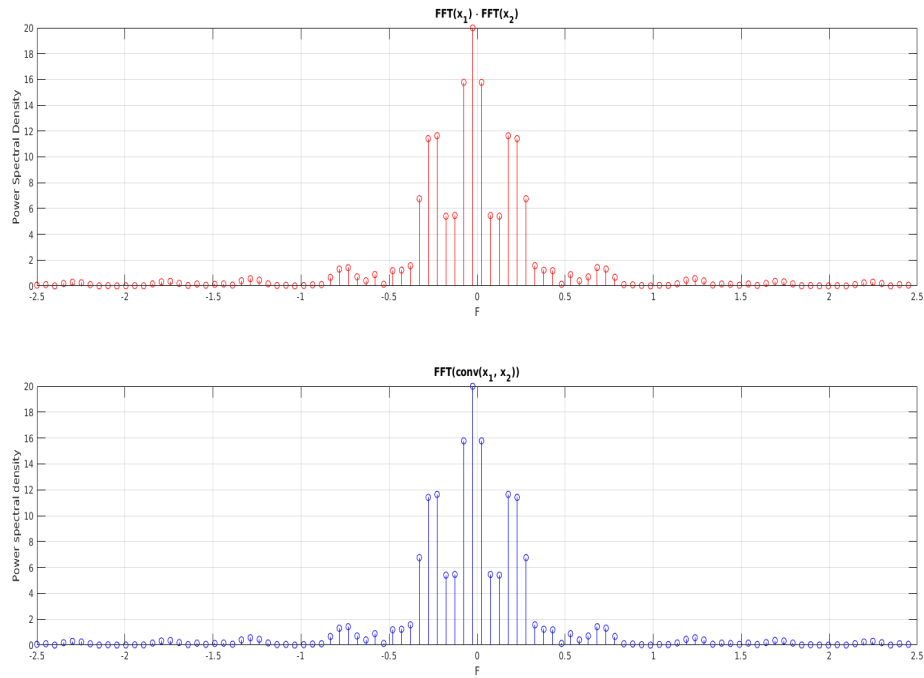 FFT(x₁) · FFT(x₂)
Power Spectral Density
20
18
16
14
12
10
8
6
4
2
0
-2.5 -2 -1.5 -1 -0.5 0 0.5 1 1.5 2 2.5
F
FFT(conv(x₁, x₂))
Power spectral density
20
18
16
14
12
10
8
6
4
2
0
-2.5 -2 -1.5 -1 -0.5 0 0.5 1 1.5 2 2.5
F